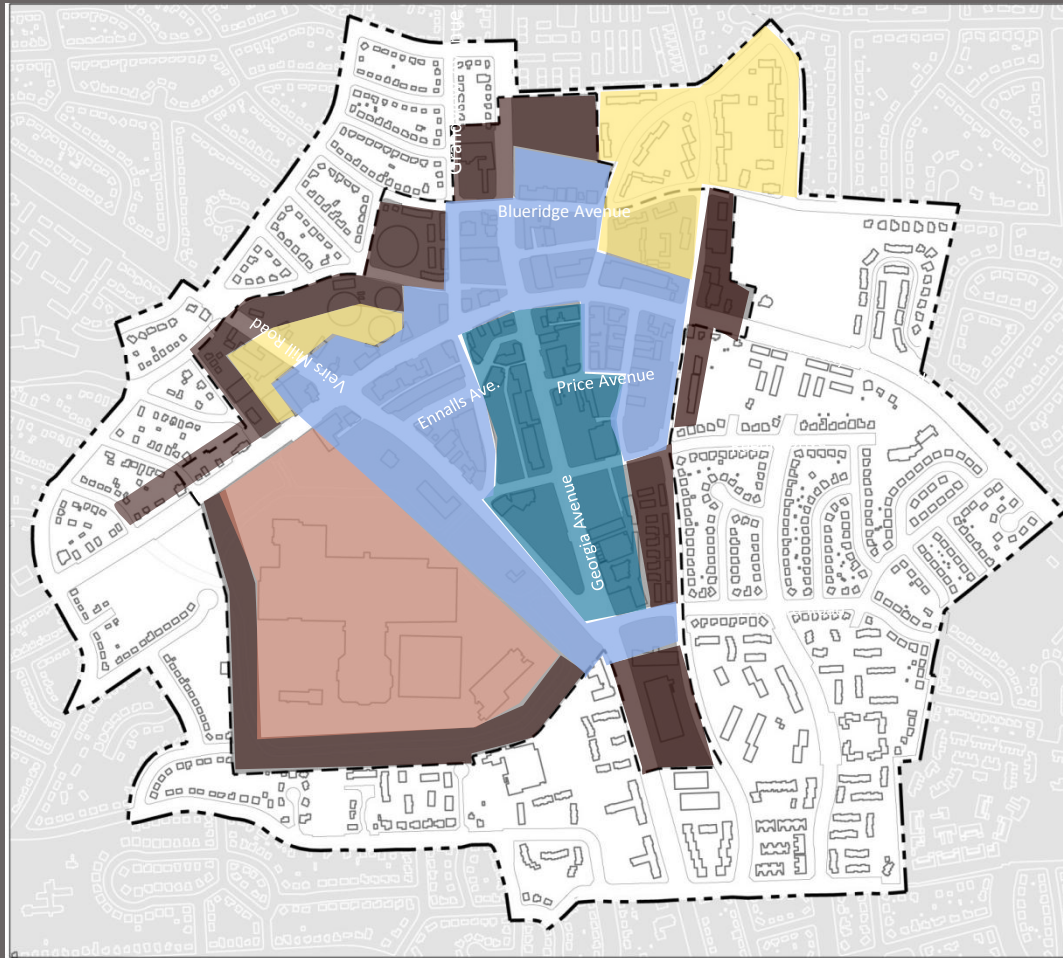 Blueridge Avenue
Veirs Mill Road
Ennalls Ave.
Price Avenue
Georgia Avenue